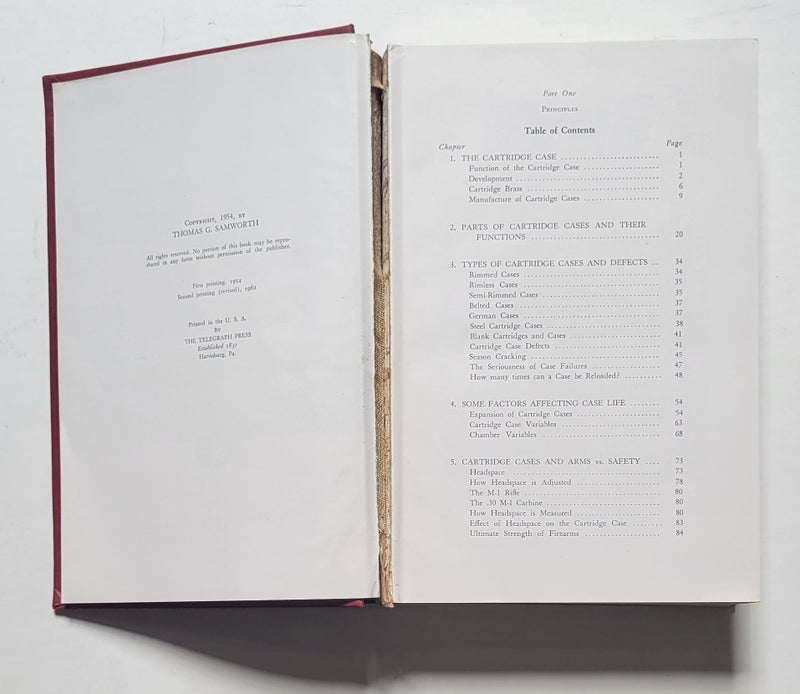 Copyright, 1954, by
THOMAS G. SAMWORTH
All rights reserved. No portion of this book may be repro-
duced in any form without permission of the publisher.
First printing, 1954
Second printing (revised), 1962
Printed in the U. S. A.
By
THE TELEGRAPH PRESS
Established 1831
Harrisburg, Pa.
Part One
Principles
Table of Contents
Chapter Page
1. THE CARTRIDGE CASE 1
Function of the Cartridge Case 1
Development 2
Cartridge Brass 6
Manufacture of Cartridge Cases 9
2. PARTS OF CARTRIDGE CASES AND THEIR
FUNCTIONS 20
3. TYPES OF CARTRIDGE CASES AND DEFECTS 34
Rimmed Cases 34
Rimless Cases 35
Semi-Rimmed Cases 35
Belted Cases 37
German Cases 37
Steel Cartridge Cases 38
Blank Cartridges and Cases 41
Cartridge Case Defects 41
Season Cracking 45
The Seriousness of Case Failures 47
How many times can a Case be Reloaded? 48
4. SOME FACTORS AFFECTING CASE LIFE 54
Expansion of Cartridge Cases 54
Cartridge Case Variables 63
Chamber Variables 68
5. CARTRIDGE CASES AND ARMS vs. SAFETY 73
Headspace 73
How Headspace is Adjusted 78
The M-1 Rifle 80
The .30 M-1 Carbine 80
How Headspace is Measured 80
Effect of Headspace on the Cartridge Case 83
Ultimate Strength of Firearms 84